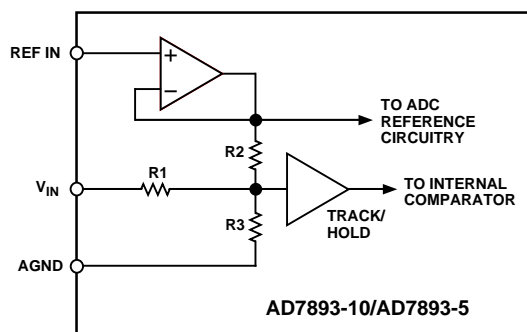 REF IN
+
–
TO ADC
REFERENCE
CIRCUITRY
R2
R1
VIN
TO INTERNAL
COMPARATOR
R3
TRACK/
HOLD
AGND
AD7893-10/AD7893-5